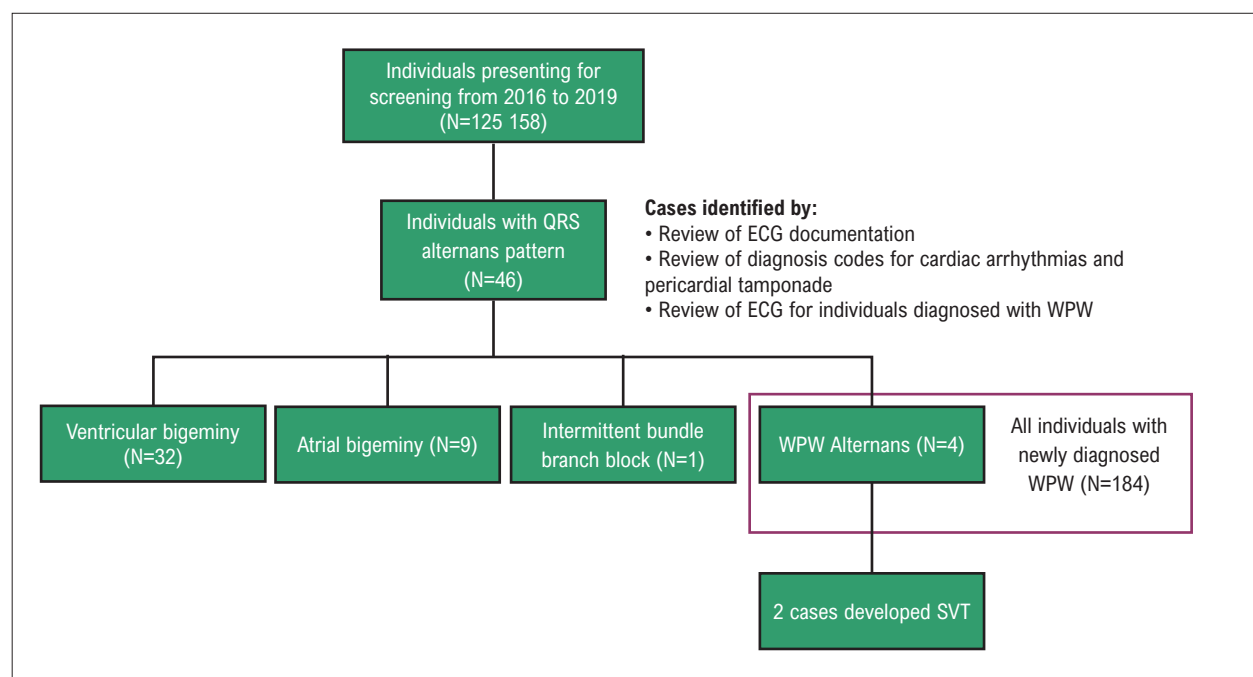 Individuals presenting for
screening from 2016 to 2019
(N=125 158)
Individuals with QRS
alternans pattern
(N=46)
Cases identified by:
• Review of ECG documentation
• Review of diagnosis codes for cardiac arrhythmias and
pericardial tamponade
• Review of ECG for individuals diagnosed with WPW
Ventricular bigeminy
(N=32)
Atrial bigeminy (N=9)
Intermittent bundle
branch block (N=1)
WPW Alternans (N=4)
All individuals with
newly diagnosed
WPW (N=184)
2 cases developed SVT